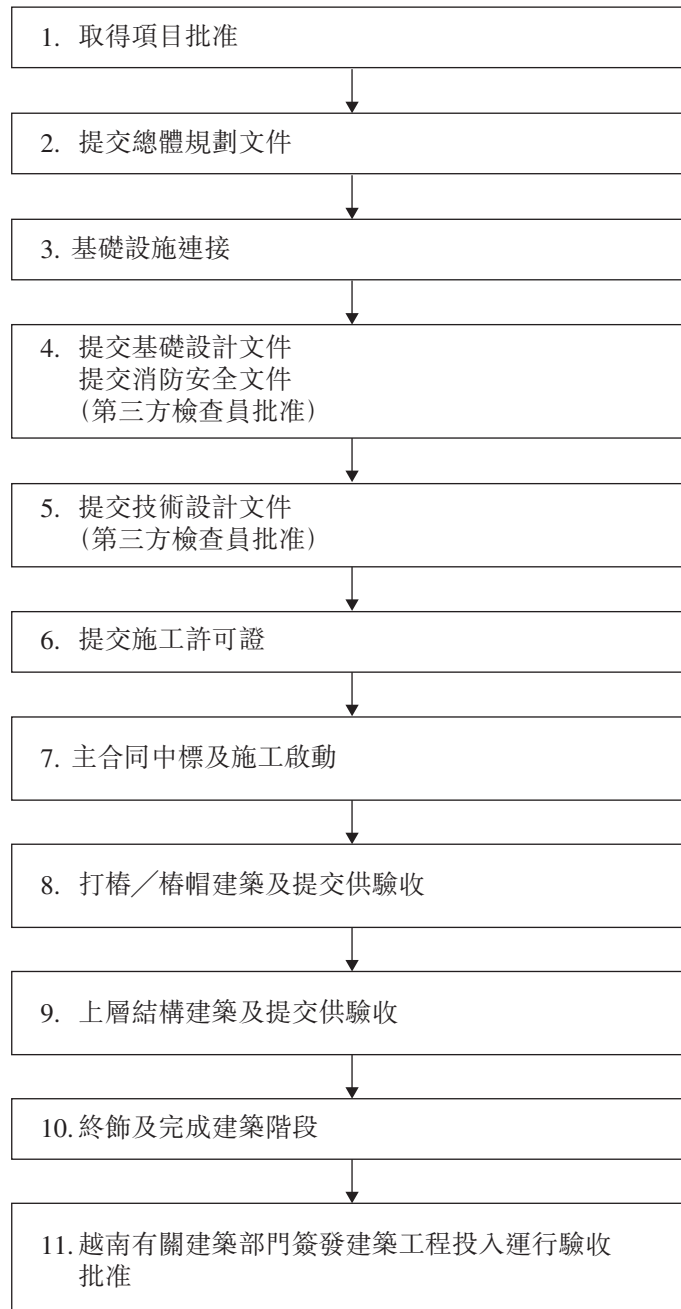 1. 取得項目批准
2. 提交總體規劃文件
3. 基礎設施連接
4. 提交基礎設計文件
提交消防安全文件
(第三方檢查員批准)
5. 提交技術設計文件
(第三方檢查員批准)
6. 提交施工許可證
7. 主合同中標及施工啟動
8. 打樁╱樁帽建築及提交供驗收
9. 上層結構建築及提交供驗收
10. 終飾及完成建築階段
11. 越南有關建築部門簽發建築工程投入運行驗收
批准